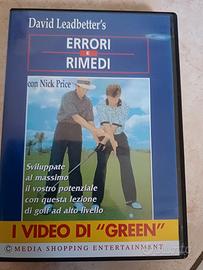 David Leadbetter's
ERRORI
E
RIMEDI
con Nick Price
Sviluppate
al massimo
il vostro potenziale
con questa lezione
di golf ad alto livello
I VIDEO DI "GREEN"
© MEDIA SHOPPING ENTERTAINMENT